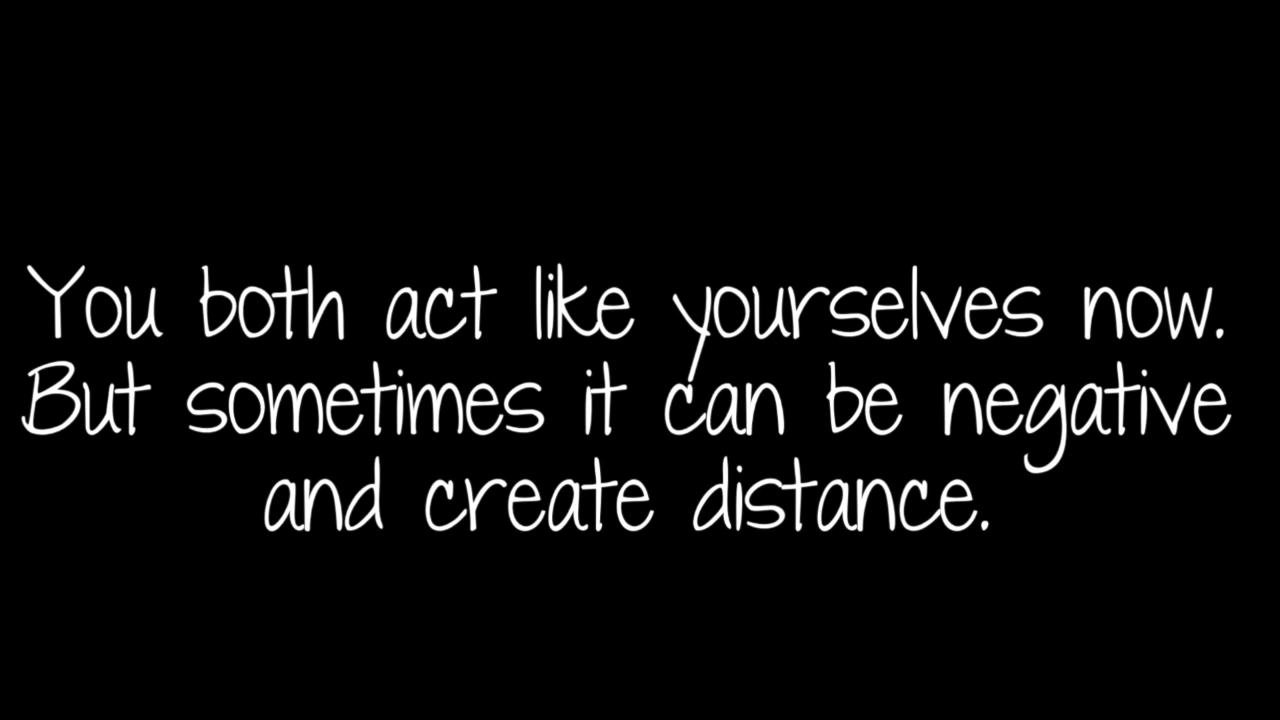 You both act like yourselves now.
But sometimes it can be negative
and create distance.